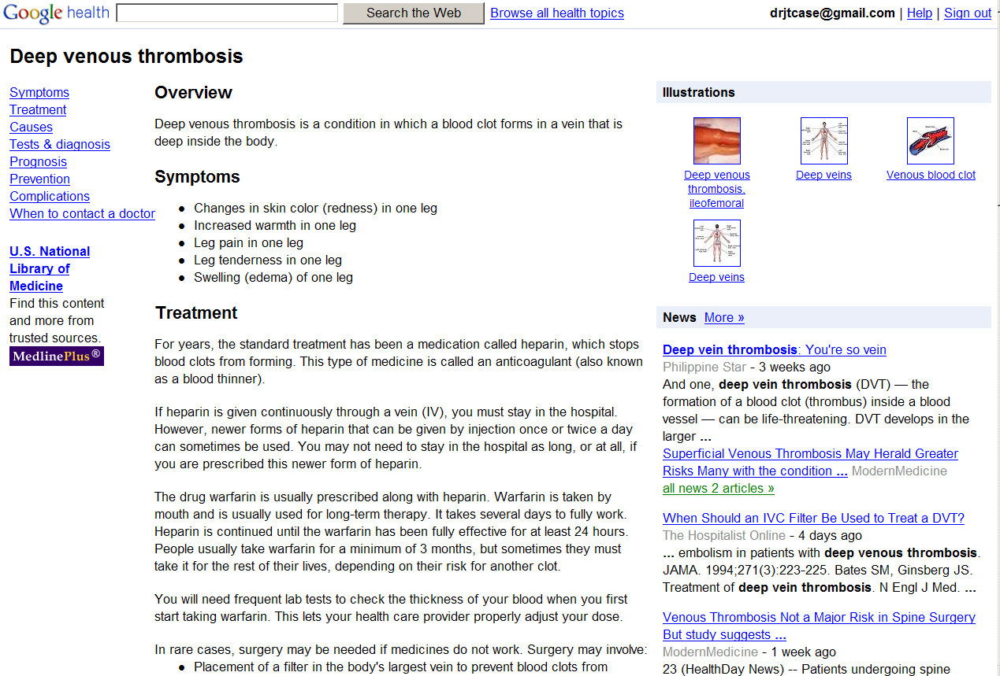 Google health Search the Web Browse all health topics drjtcase@gmail.com | Help | Sign out
Deep venous thrombosis
Symptoms
Treatment
Causes
Tests & diagnosis
Prognosis
Prevention
Complications
When to contact a doctor
U.S. National
Library of
Medicine
Find this content
and more from
trusted sources.
MedlinePlus®
Overview
Deep venous thrombosis is a condition in which a blood clot forms in a vein that is
deep inside the body.
Symptoms
● Changes in skin color (redness) in one leg
● Increased warmth in one leg
● Leg pain in one leg
● Leg tenderness in one leg
● Swelling (edema) of one leg
Treatment
For years, the standard treatment has been a medication called heparin, which stops
blood clots from forming. This type of medicine is called an anticoagulant (also known
as a blood thinner).
If heparin is given continuously through a vein (IV), you must stay in the hospital.
However, newer forms of heparin that can be given by injection once or twice a day
can sometimes be used. You may not need to stay in the hospital as long, or at all, if
you are prescribed this newer form of heparin.
The drug warfarin is usually prescribed along with heparin. Warfarin is taken by
mouth and is usually used for long-term therapy. It takes several days to fully work.
Heparin is continued until the warfarin has been fully effective for at least 24 hours.
People usually take warfarin for a minimum of 3 months, but sometimes they must
take it for the rest of their lives, depending on their risk for another clot.
You will need frequent lab tests to check the thickness of your blood when you first
start taking warfarin. This lets your health care provider properly adjust your dose.
In rare cases, surgery may be needed if medicines do not work. Surgery may involve:
● Placement of a filter in the body's largest vein to prevent blood clots from
Illustrations
Deep venous
thrombosis,
ileofemoral
Deep veins
Venous blood clot
Deep veins
News More »
Deep vein thrombosis: You're so vein
Philippine Star - 3 weeks ago
And one, deep vein thrombosis (DVT) — the
formation of a blood clot (thrombus) inside a blood
vessel — can be life-threatening. DVT develops in the
larger ...
Superficial Venous Thrombosis May Herald Greater
Risks Many with the condition ... ModernMedicine
all news 2 articles »
When Should an IVC Filter Be Used to Treat a DVT?
The Hospitalist Online - 4 days ago
... embolism in patients with deep venous thrombosis.
JAMA. 1994;271(3):223-225. Bates SM, Ginsberg JS.
Treatment of deep vein thrombosis. N Engl J Med. ...
Venous Thrombosis Not a Major Risk in Spine Surgery
But study suggests ...
ModernMedicine - 1 week ago
23 (HealthDay News) -- Patients undergoing spine